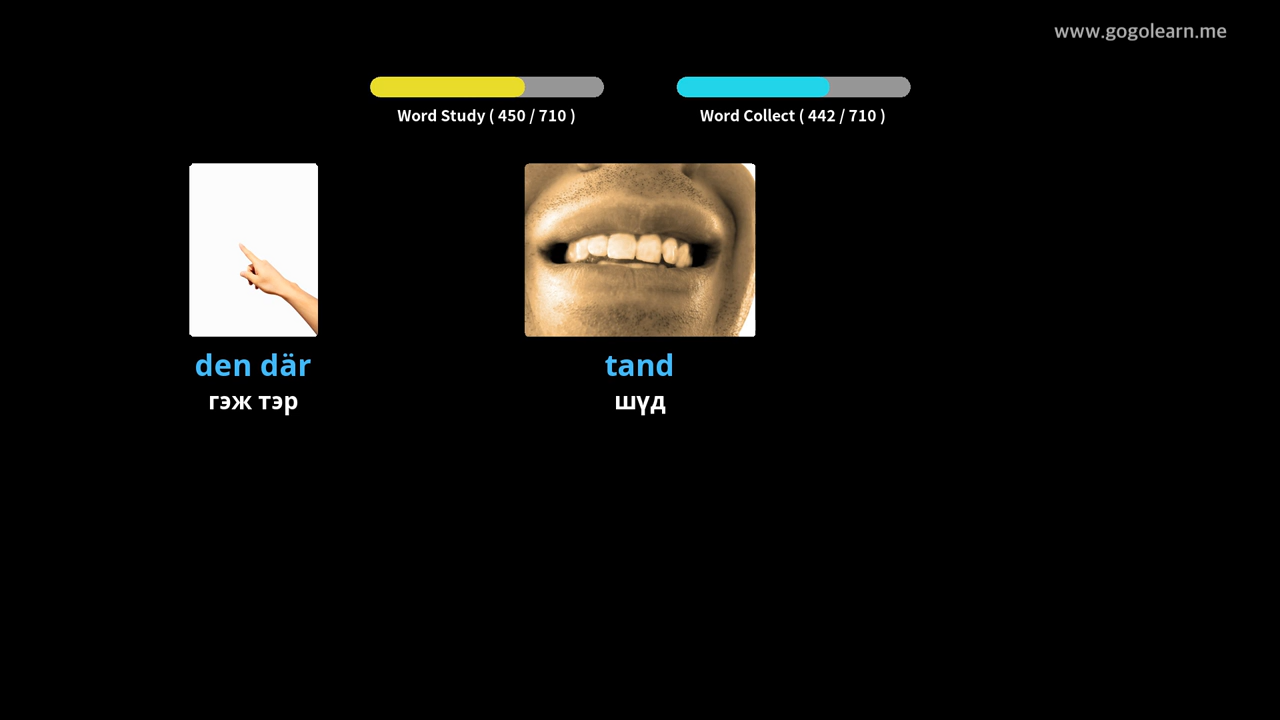 www.gogolearn.me
Word Study ( 450 / 710 )
Word Collect ( 442 / 710 )
den där
гэж тэр
tand
шүд